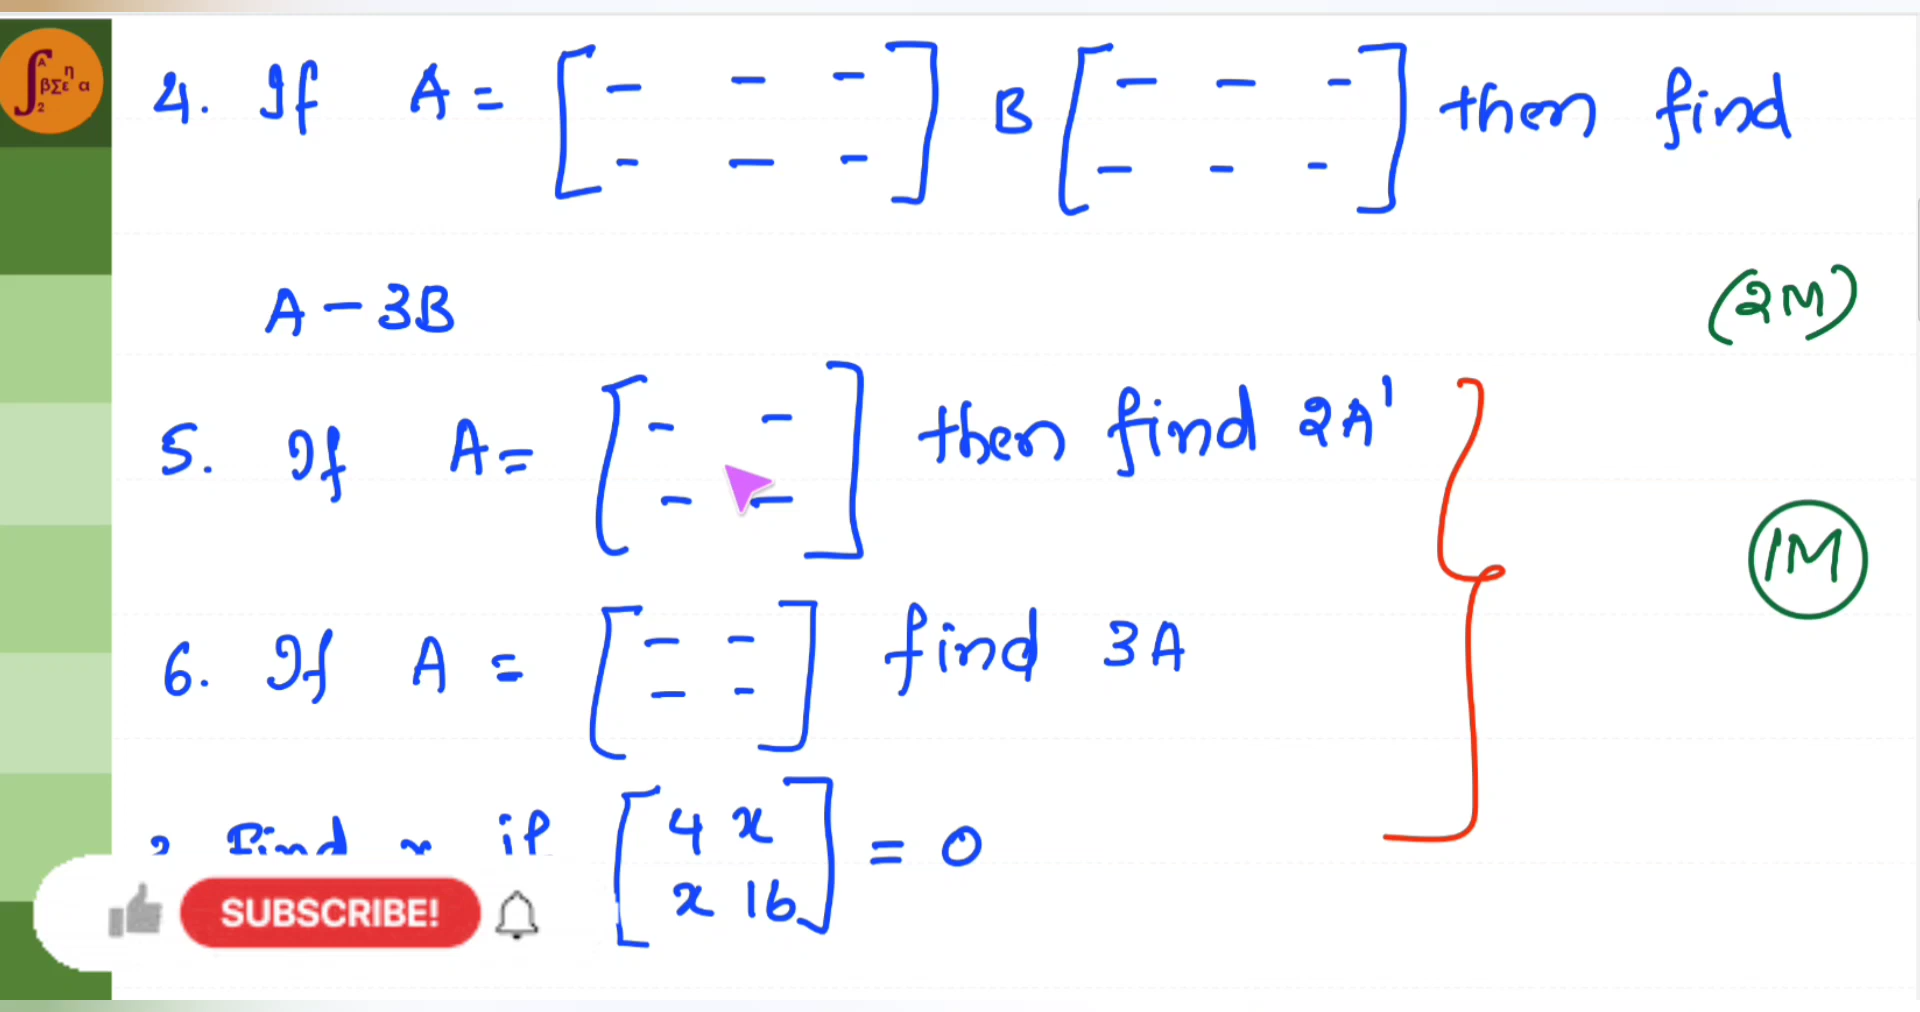 4. If A = [ - - - - - - ] B [ - - - - - - ] then find
A - 3B
(2M)
5. If A = [ - - - - ] then find 2A'
1M
6. If A = [ - - - - ] find 3A
Find x if [ 4 x
x 16 ] = 0
SUBSCRIBE!